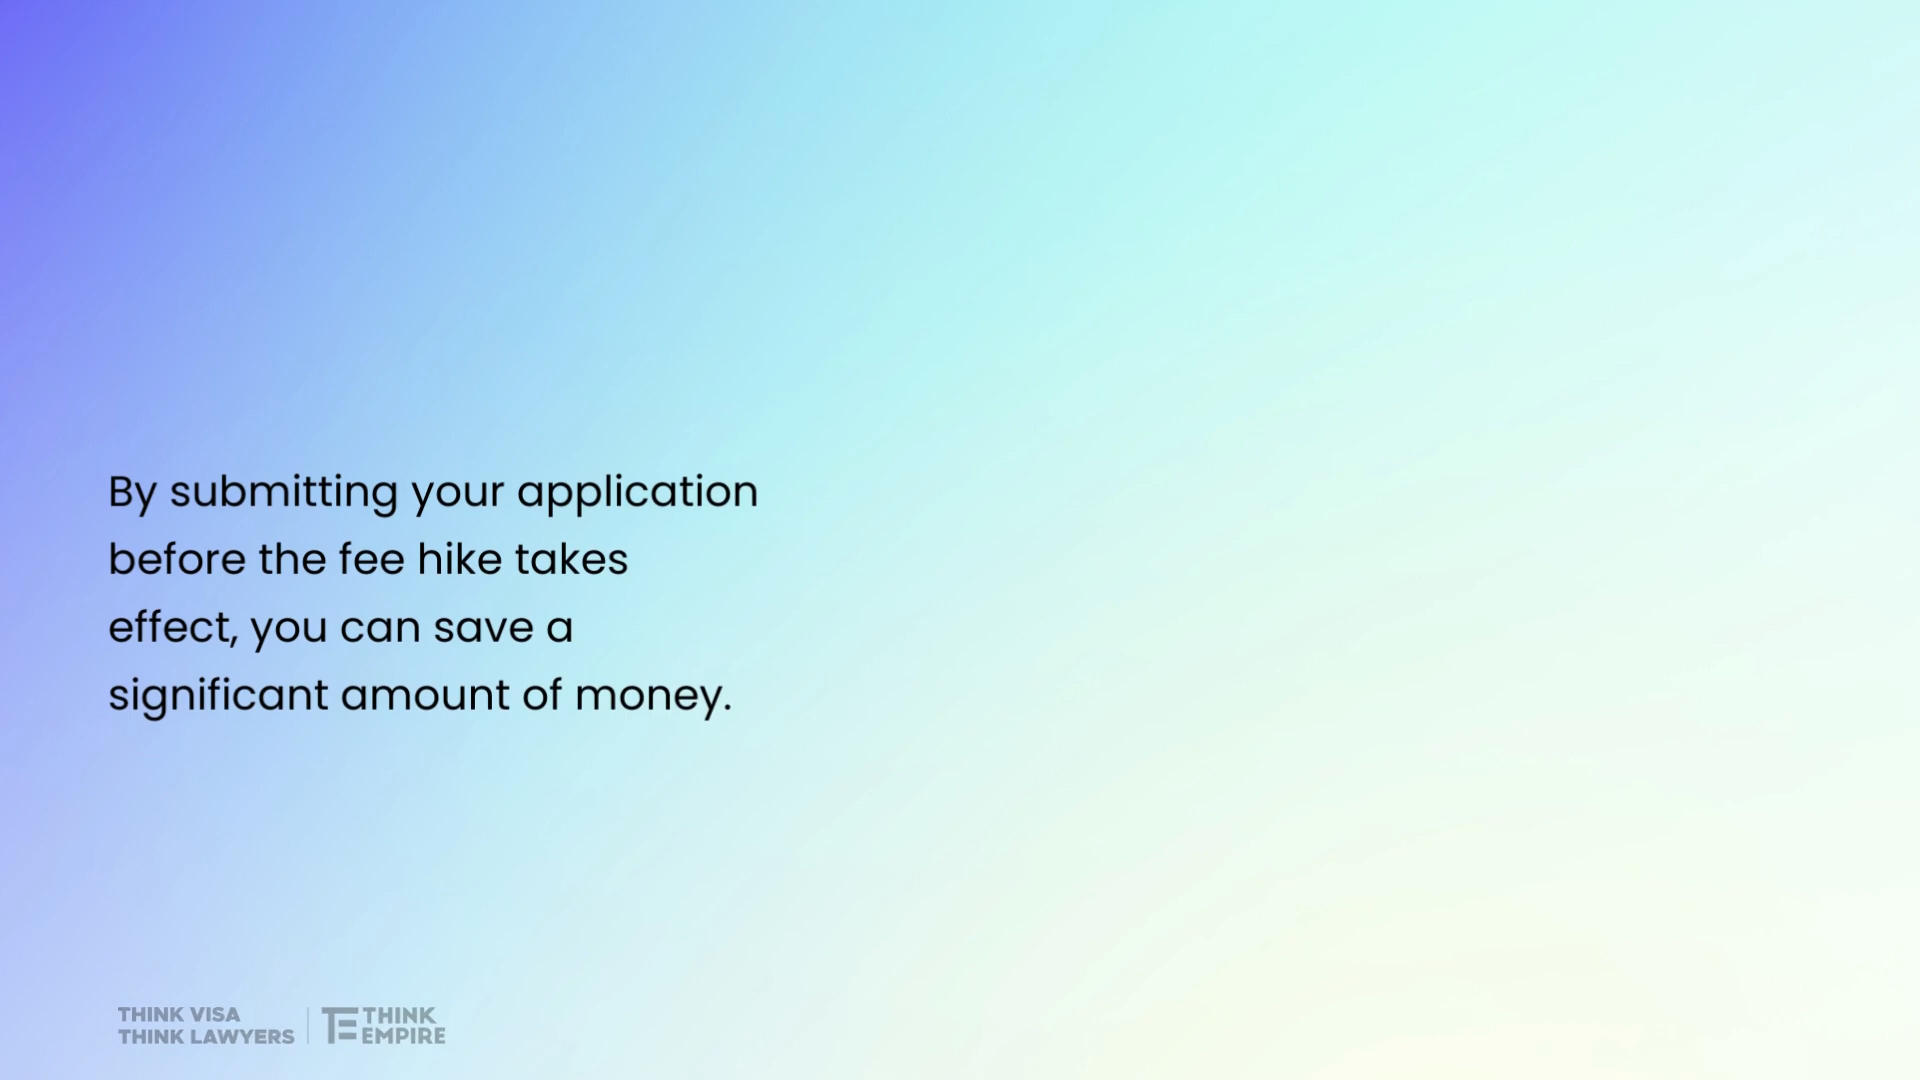 By submitting your application
before the fee hike takes
effect, you can save a
significant amount of money.
THINK VISA
THINK LAWYERS
TE THINK
EMPIRE